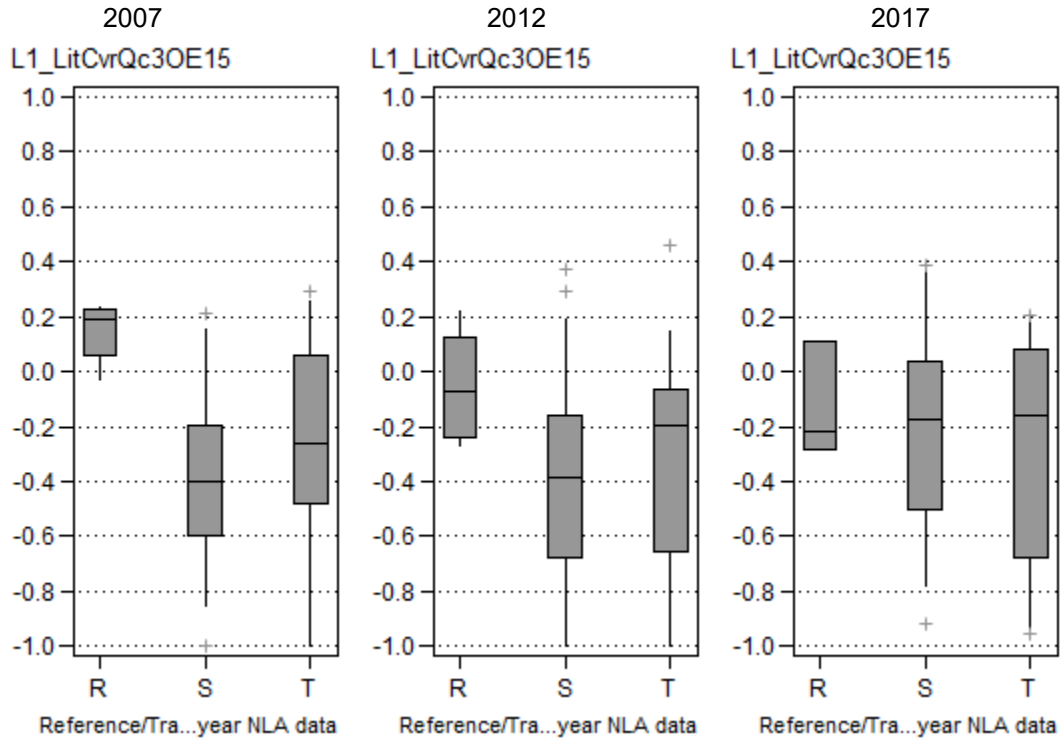 2007 2012 2017
L1_LitCvrQc3OE15 L1_LitCvrQc3OE15 L1_LitCvrQc3OE15
1.0 1.0 1.0
0.8 0.8 0.8
0.6 0.6 0.6
0.4 0.4 0.4
0.2 0.2 0.2
0.0 0.0 0.0
-0.2 -0.2 -0.2
-0.4 -0.4 -0.4
-0.6 -0.6 -0.6
-0.8 -0.8 -0.8
-1.0 -1.0 -1.0
R S T R S T R S T
Reference/Tra...year NLA data Reference/Tra...year NLA data Reference/Tra...year NLA data